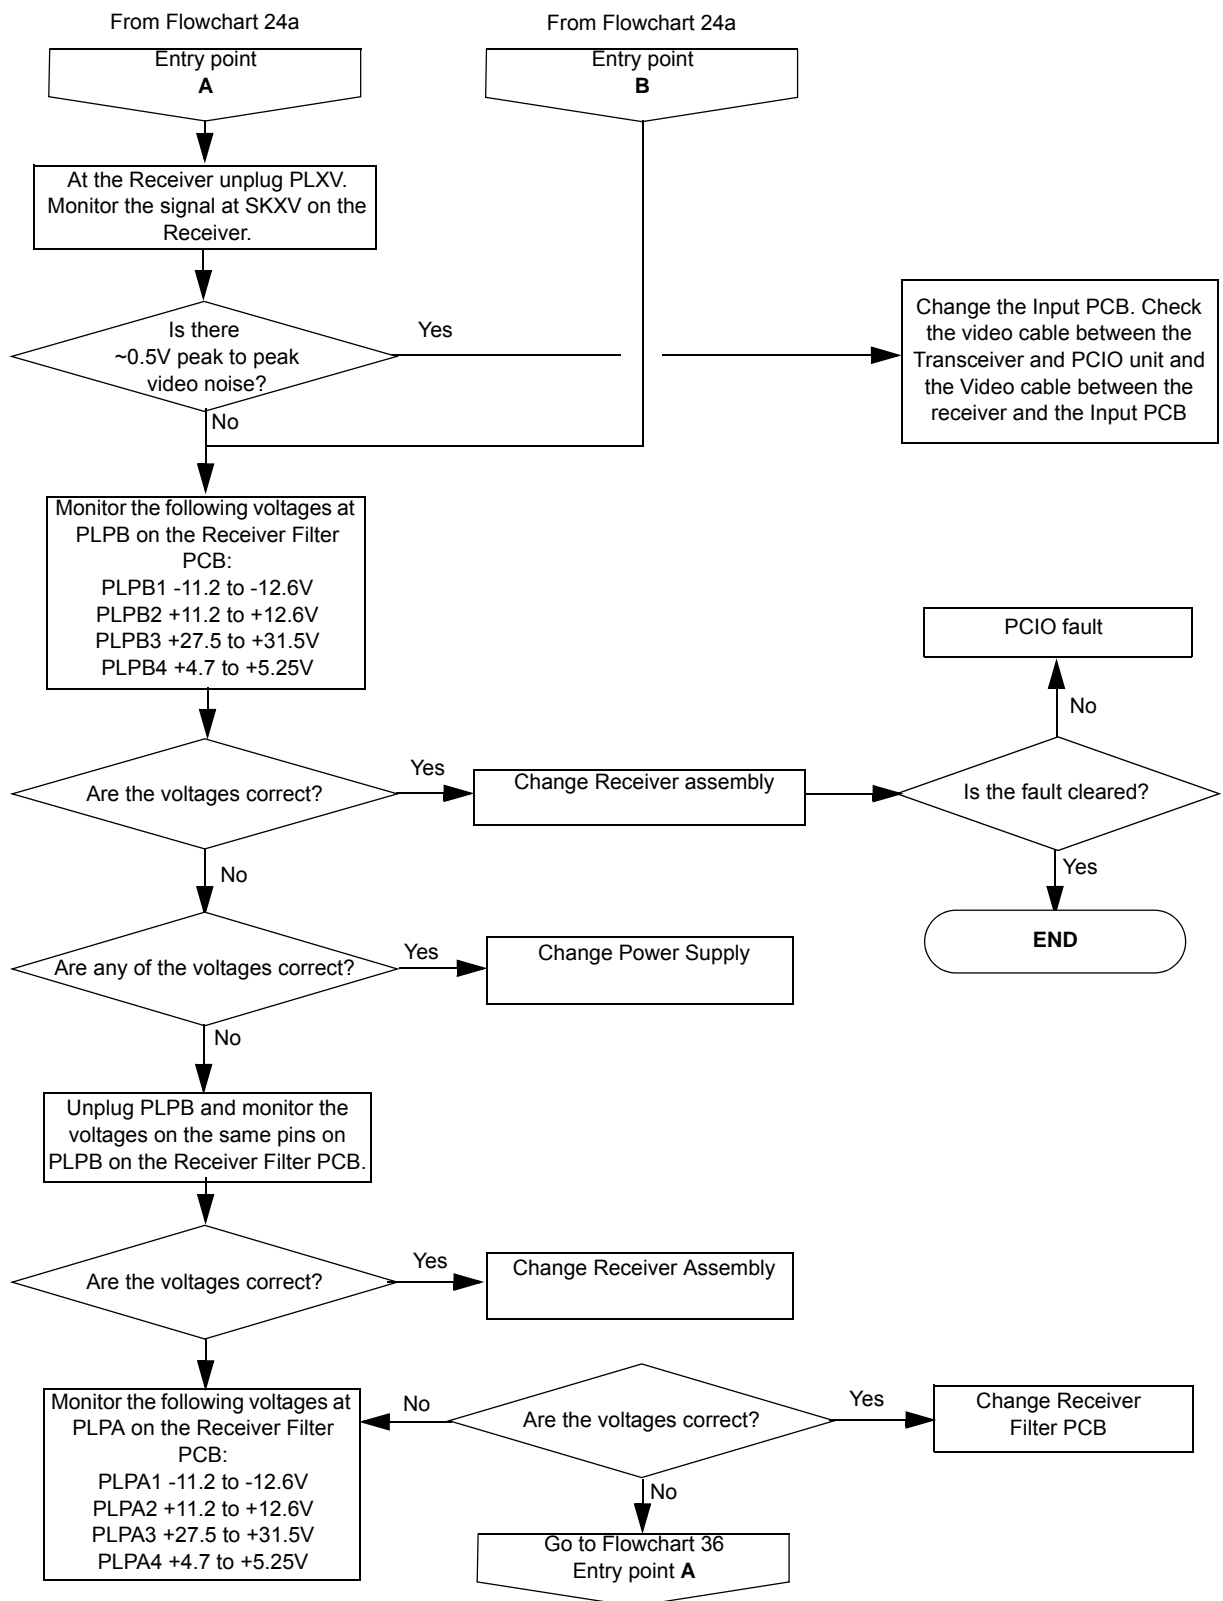 From Flowchart 24a
Entry point
A
From Flowchart 24a
Entry point
B
At the Receiver unplug PLXV.
Monitor the signal at SKXV on the
Receiver.
Is there
~0.5V peak to peak
video noise?
Yes
No
Change the Input PCB. Check
the video cable between the
Transceiver and PCIO unit and
the Video cable between the
receiver and the Input PCB
Monitor the following voltages at
PLPB on the Receiver Filter
PCB:
PLPB1 -11.2 to -12.6V
PLPB2 +11.2 to +12.6V
PLPB3 +27.5 to +31.5V
PLPB4 +4.7 to +5.25V
PCIO fault
No
Are the voltages correct?
Yes
Change Receiver assembly
Is the fault cleared?
No
Yes
END
Are any of the voltages correct?
Yes
Change Power Supply
No
Unplug PLPB and monitor the
voltages on the same pins on
PLPB on the Receiver Filter PCB.
Are the voltages correct?
Yes
Change Receiver Assembly
Monitor the following voltages at
PLPA on the Receiver Filter
PCB:
PLPA1 -11.2 to -12.6V
PLPA2 +11.2 to +12.6V
PLPA3 +27.5 to +31.5V
PLPA4 +4.7 to +5.25V
No
Are the voltages correct?
Yes
Change Receiver
Filter PCB
No
Go to Flowchart 36
Entry point A